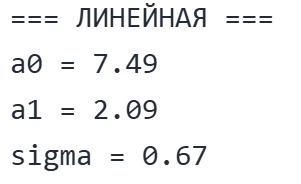 === ЛИНЕЙНАЯ ===
a0 = 7.49
a1 = 2.09
sigma = 0.67